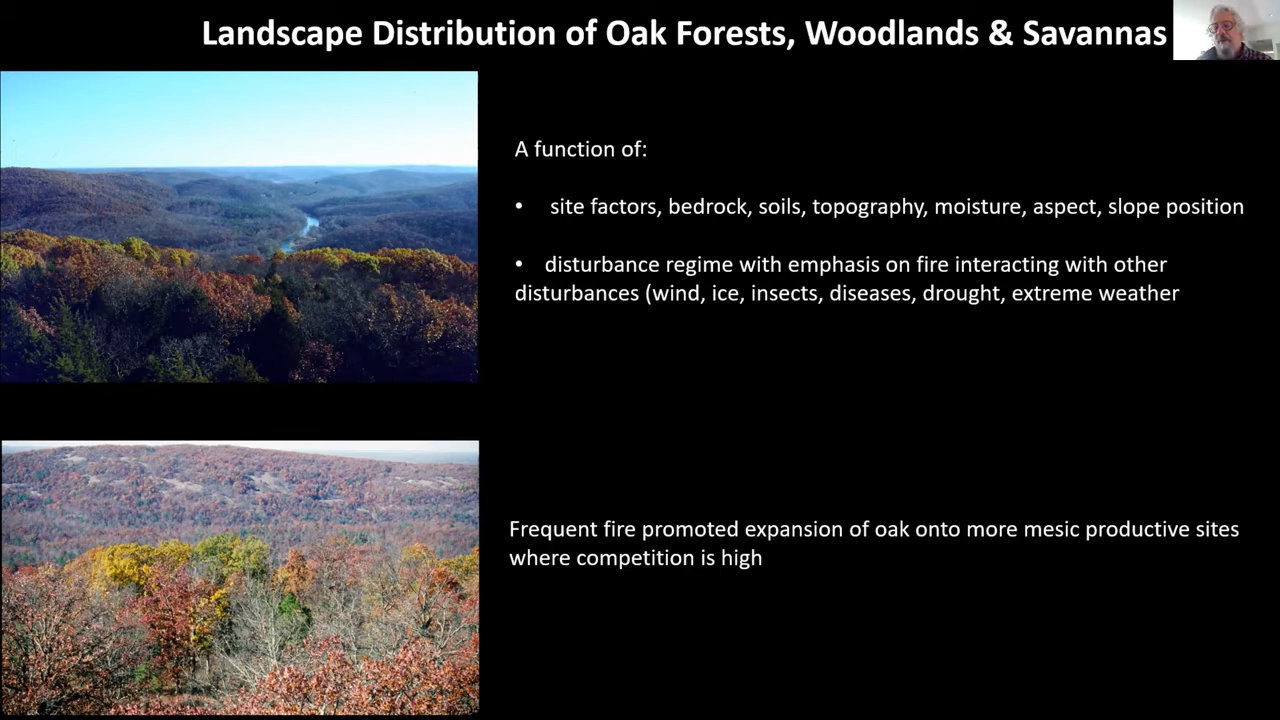 Landscape Distribution of Oak Forests, Woodlands & Savannas
A function of:
• site factors, bedrock, soils, topography, moisture, aspect, slope position
• disturbance regime with emphasis on fire interacting with other
disturbances (wind, ice, insects, diseases, drought, extreme weather
Frequent fire promoted expansion of oak onto more mesic productive sites
where competition is high